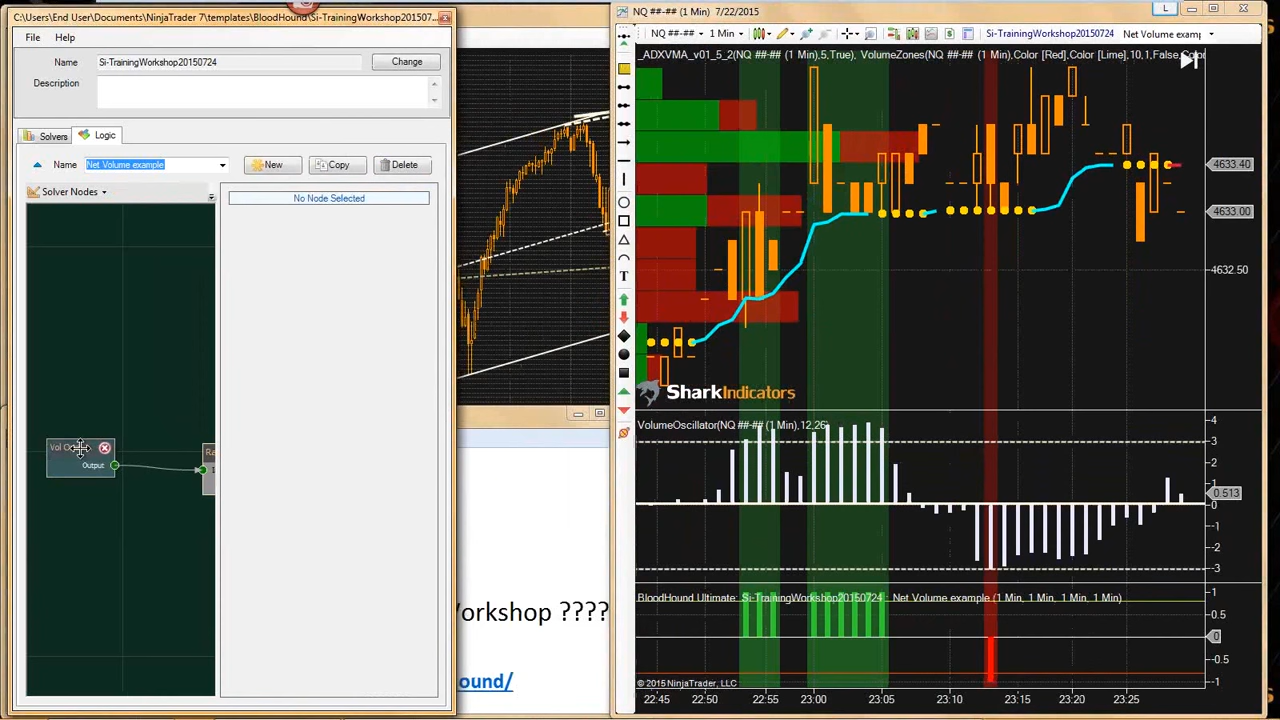 C:\Users\End User\Documents\NinjaTrader 7\templates\BloodHound\Si-TrainingWorkshop201507...
File Help
Name Si-TrainingWorkshop20150724 Change
Description
Solvers Logic
Name Net Volume example New Copy Delete
Solver Nodes
No Node Selected
Output
orkshop ????
ound/
NQ ##-## (1 Min) 7/22/2015
L
NQ ##-## 1 Min Si-TrainingWorkshop20150724 Net Volume examp
_ADXVMA_v01_5_2(NQ ##-## (1 Min),5,True), VolumeZones(NQ ##-## (1 Min),Color [Red],Color [Lime],10,1,False,Co
T
4633.40
4633.00
4632.50
SharkIndicators
VolumeOscillator(NQ ##-## (1 Min),12,26)
4
3
2
1
0.513
0
-1
-2
-3
BloodHound Ultimate: Si-TrainingWorkshop20150724 : Net Volume example (1 Min, 1 Min, 1 Min, 1 Min)
1
0.5
0
-0.5
-1
© 2015 NinjaTrader, LLC
22:45 22:50 22:55 23:00 23:05 23:10 23:15 23:20 23:25